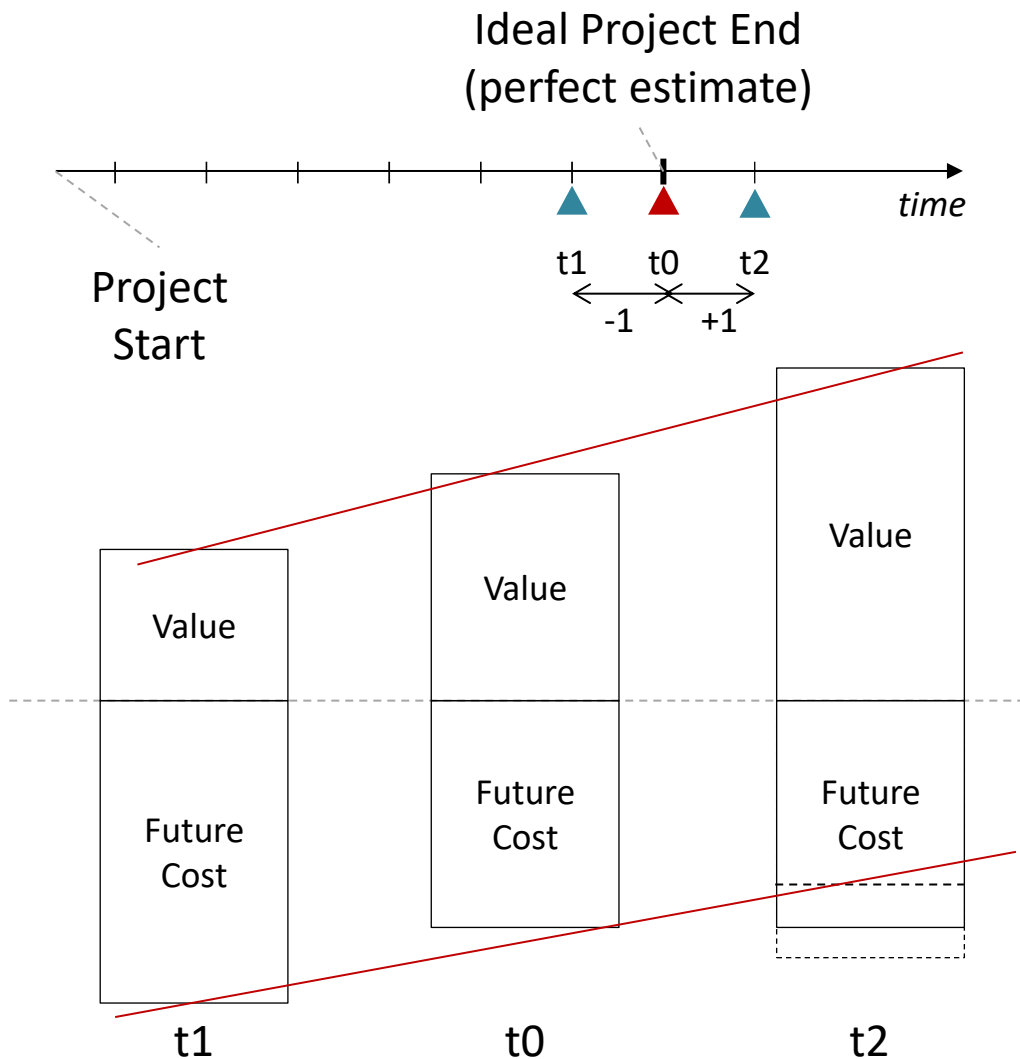 Ideal Project End
(perfect estimate)
time
t1 t0 t2
Project
Start
-1 +1
Value
Value
Value
Future
Cost
Future
Cost
Future
Cost
t1 t0 t2